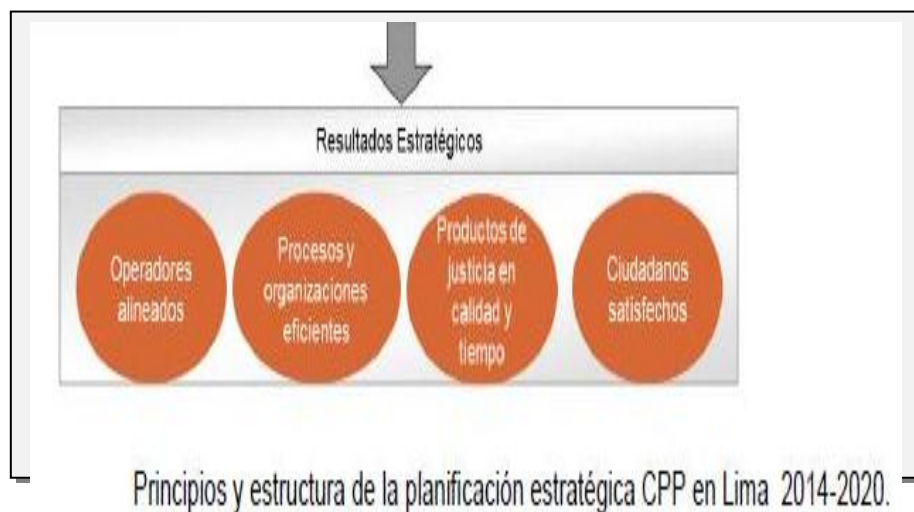 Resultados Estratégicos
Operadores
alineados
Procesos y
organizaciones
eficientes
Productos de
justicia en
calidad y
tiempo
Ciudadanos
satisfechos
Principios y estructura de la planificación estratégica CPP en Lima 2014-2020.